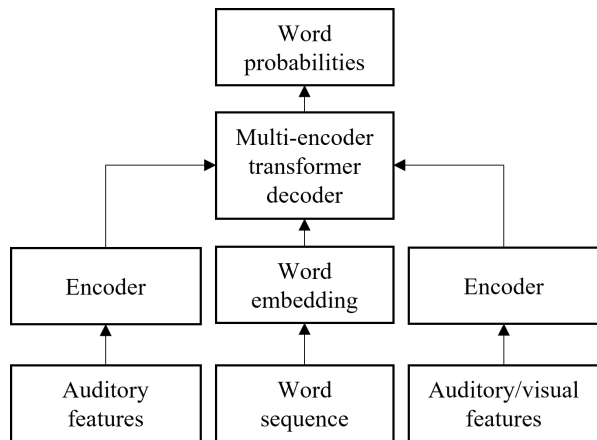 Word
probabilities
Multi-encoder
transformer
decoder
Encoder
Word
embedding
Encoder
Auditory
features
Word
sequence
Auditory/visual
features